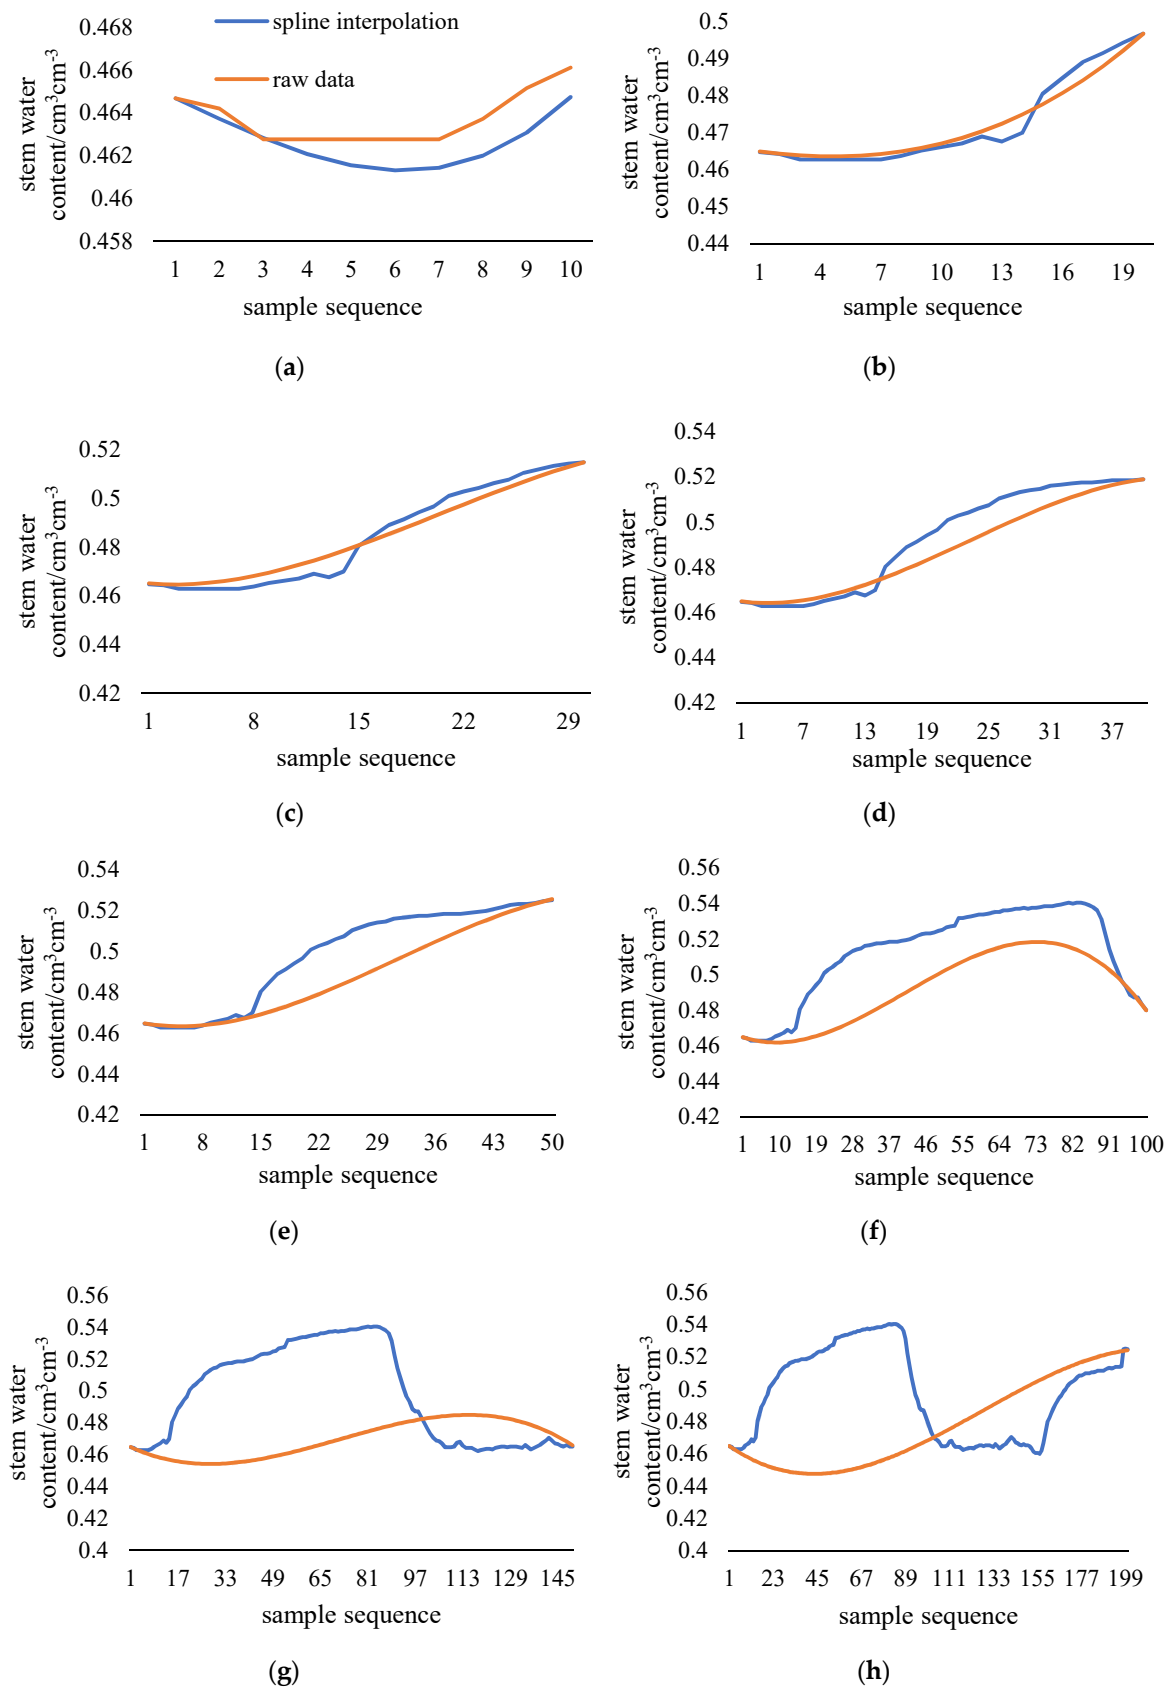 spline interpolation
raw data
0.468
0.466
0.464
0.462
0.46
0.458
stem water
content/cm³cm⁻³
1 2 3 4 5 6 7 8 9 10
sample sequence
(a)
0.5
0.49
0.48
0.47
0.46
0.45
0.44
stem water
content/cm³cm⁻³
1 4 7 10 13 16 19
sample sequence
(b)
0.52
0.5
0.48
0.46
0.44
0.42
stem water
content/cm³cm⁻³
1 8 15 22 29
sample sequence
(c)
0.54
0.52
0.5
0.48
0.46
0.44
0.42
stem water
content/cm³cm⁻³
1 7 13 19 25 31 37
sample sequence
(d)
0.54
0.52
0.5
0.48
0.46
0.44
0.42
stem water
content/cm³cm⁻³
1 8 15 22 29 36 43 50
sample sequence
(e)
0.56
0.54
0.52
0.5
0.48
0.46
0.44
0.42
stem water
content/cm³cm⁻³
1 10 19 28 37 46 55 64 73 82 91 100
sample sequence
(f)
0.56
0.54
0.52
0.5
0.48
0.46
0.44
0.42
0.4
stem water
content/cm³cm⁻³
1 17 33 49 65 81 97 113 129 145
sample sequence
(g)
0.56
0.54
0.52
0.5
0.48
0.46
0.44
0.42
0.4
stem water
content/cm³cm⁻³
1 23 45 67 89 111 133 155 177 199
sample sequence
(h)